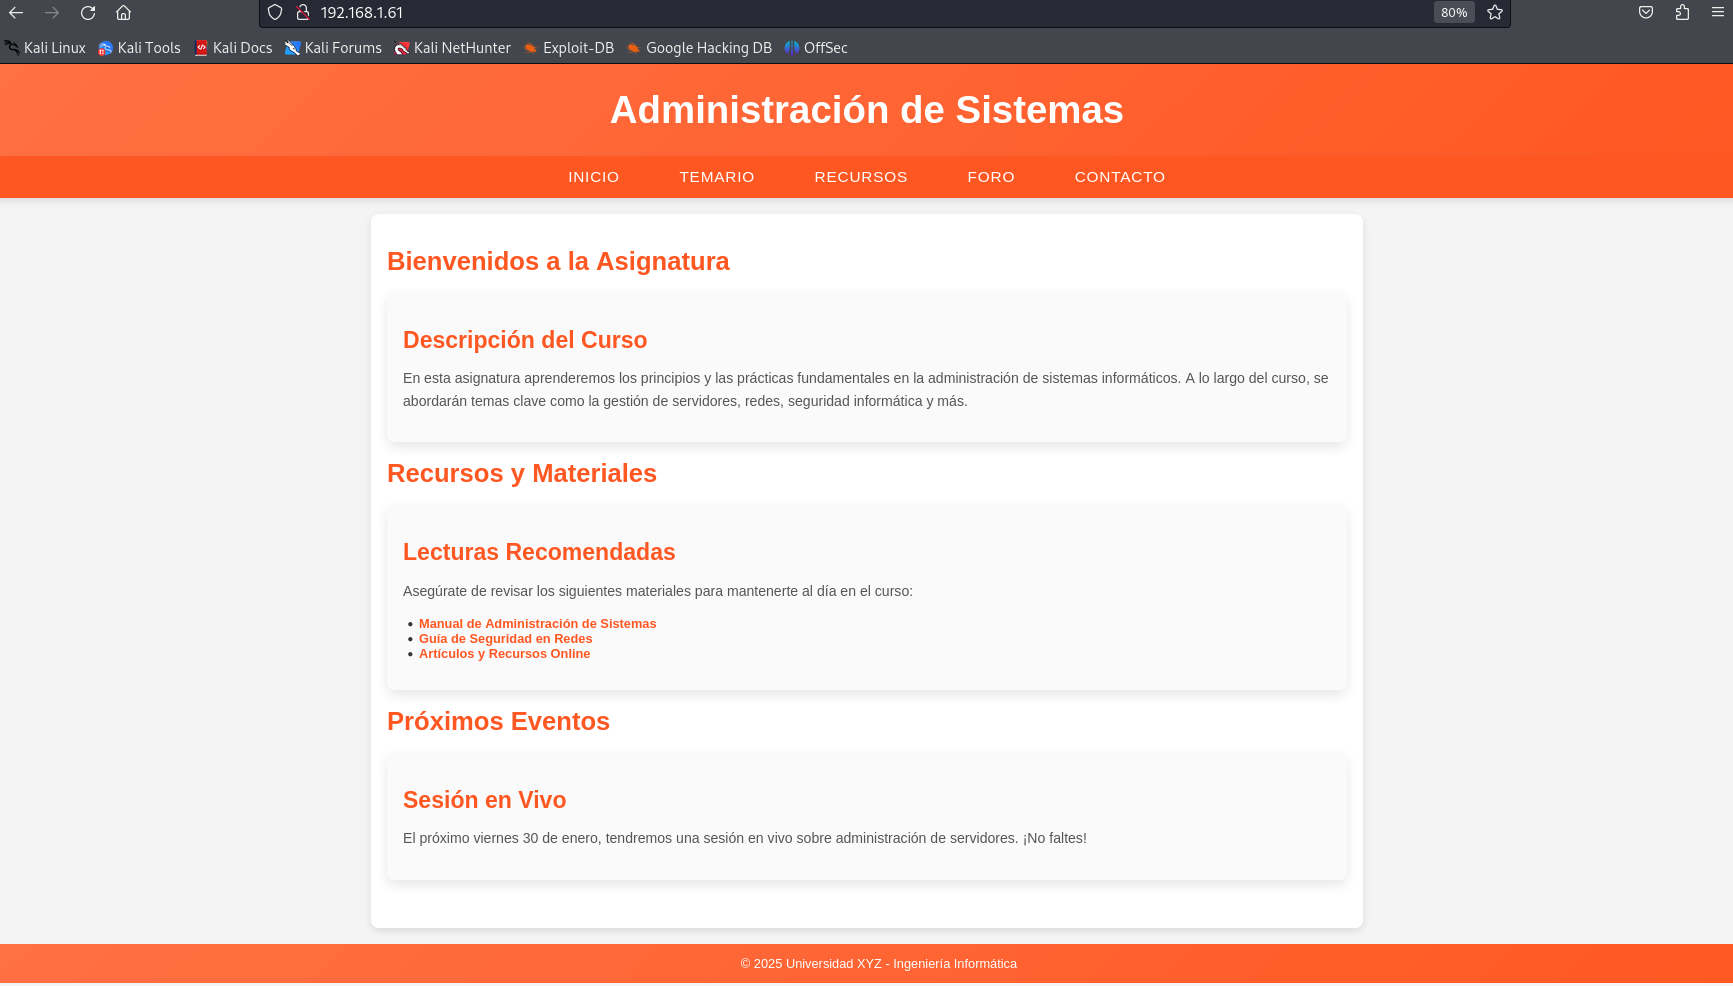 192.168.1.61
80%
Kali Linux Kali Tools Kali Docs Kali Forums Kali NetHunter Exploit-DB Google Hacking DB OffSec
Administración de Sistemas
INICIO TEMARIO RECURSOS FORO CONTACTO
Bienvenidos a la Asignatura
Descripción del Curso
En esta asignatura aprenderemos los principios y las prácticas fundamentales en la administración de sistemas informáticos. A lo largo del curso, se
abordarán temas clave como la gestión de servidores, redes, seguridad informática y más.
Recursos y Materiales
Lecturas Recomendadas
Asegúrate de revisar los siguientes materiales para mantenerte al día en el curso:
• Manual de Administración de Sistemas
• Guía de Seguridad en Redes
• Artículos y Recursos Online
Próximos Eventos
Sesión en Vivo
El próximo viernes 30 de enero, tendremos una sesión en vivo sobre administración de servidores. ¡No faltes!
© 2025 Universidad XYZ - Ingeniería Informática